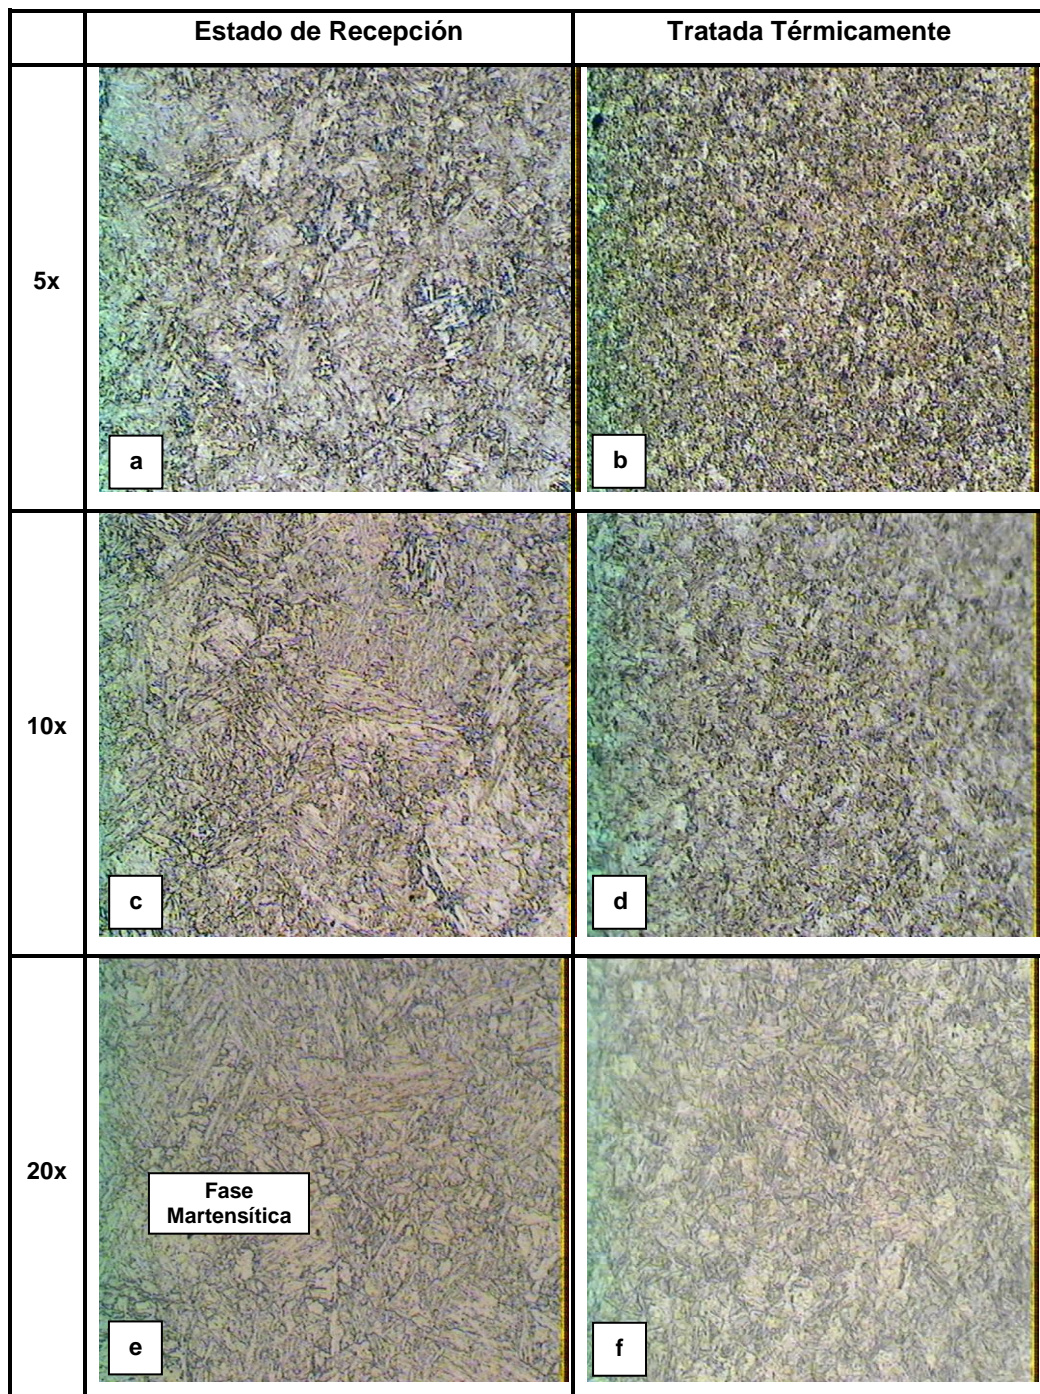 Estado de Recepción
Tratada Térmicamente
5x
a
b
10x
c
d
20x
Fase
Martensítica
e
f